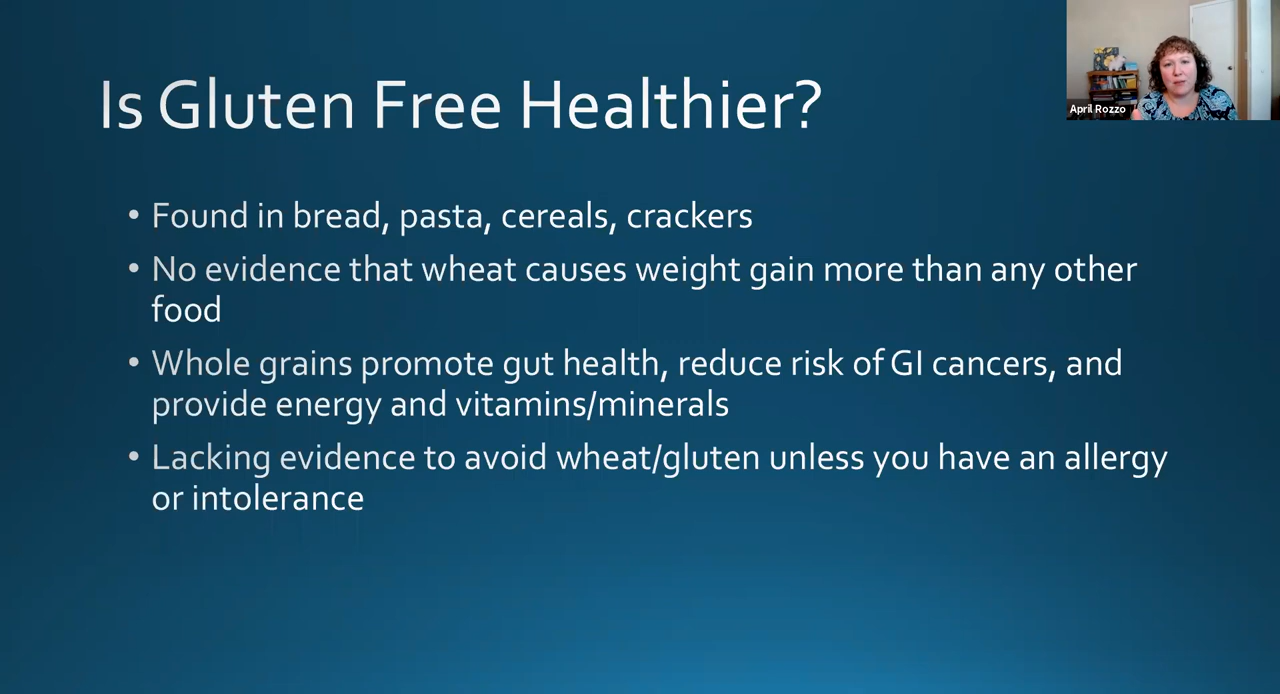 Is Gluten Free Healthier?
April Rozzo
• Found in bread, pasta, cereals, crackers
• No evidence that wheat causes weight gain more than any other
food
• Whole grains promote gut health, reduce risk of GI cancers, and
provide energy and vitamins/minerals
• Lacking evidence to avoid wheat/gluten unless you have an allergy
or intolerance